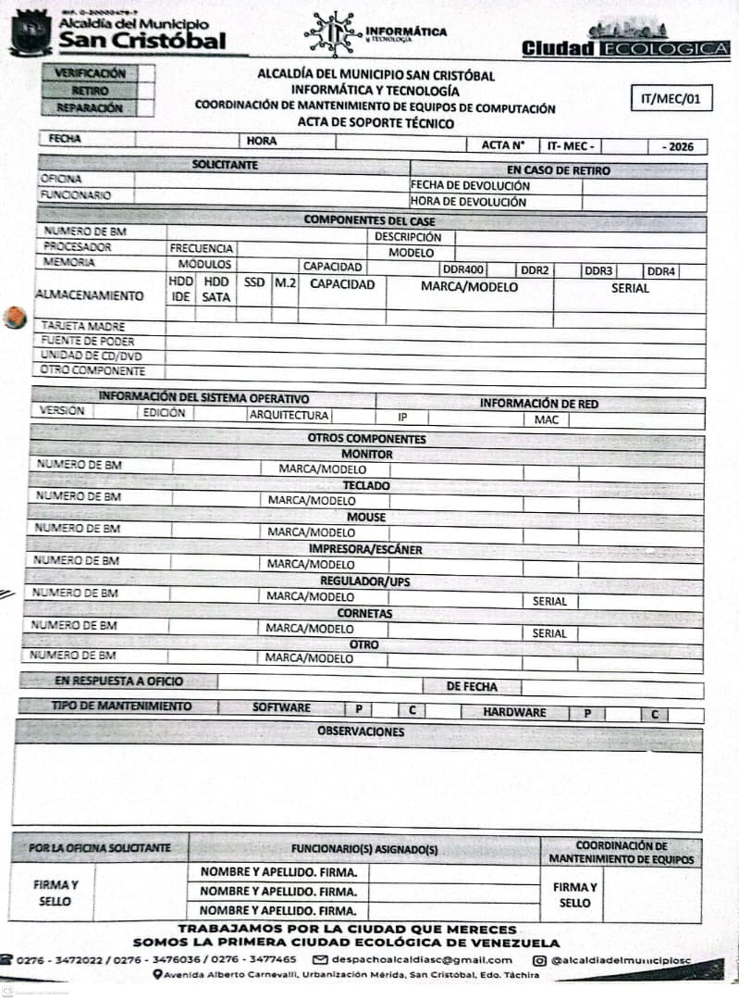 RIF. G-20000476-7
Alcaldía del Municipio
San Cristóbal
IT
INFORMÁTICA
y TECNOLOGÍA
Ciudad ECOLOGICA
VERIFICACIÓN
RETIRO
REPARACIÓN
ALCALDÍA DEL MUNICIPIO SAN CRISTÓBAL
INFORMÁTICA Y TECNOLOGÍA
COORDINACIÓN DE MANTENIMIENTO DE EQUIPOS DE COMPUTACIÓN
ACTA DE SOPORTE TÉCNICO
IT/MEC/01
FECHA HORA ACTA N° IT- MEC - - 2026
SOLICITANTE EN CASO DE RETIRO
OFICINA FECHA DE DEVOLUCIÓN
FUNCIONARIO HORA DE DEVOLUCIÓN
COMPONENTES DEL CASE
NUMERO DE BM DESCRIPCIÓN
PROCESADOR FRECUENCIA MODELO
MEMORIA MÓDULOS CAPACIDAD DDR400 DDR2 DDR3 DDR4
ALMACENAMIENTO HDD IDE HDD SATA SSD M.2 CAPACIDAD MARCA/MODELO SERIAL
TARJETA MADRE
FUENTE DE PODER
UNIDAD DE CD/DVD
OTRO COMPONENTE
INFORMACIÓN DEL SISTEMA OPERATIVO INFORMACIÓN DE RED
VERSIÓN EDICIÓN ARQUITECTURA IP MAC
OTROS COMPONENTES
MONITOR
NUMERO DE BM MARCA/MODELO
TECLADO
NUMERO DE BM MARCA/MODELO
MOUSE
NUMERO DE BM MARCA/MODELO
IMPRESORA/ESCÁNER
NUMERO DE BM MARCA/MODELO
REGULADOR/UPS
NUMERO DE BM MARCA/MODELO SERIAL
CORNETAS
NUMERO DE BM MARCA/MODELO SERIAL
OTRO
NUMERO DE BM MARCA/MODELO
EN RESPUESTA A OFICIO DE FECHA
TIPO DE MANTENIMIENTO SOFTWARE P C HARDWARE P C
OBSERVACIONES
POR LA OFICINA SOLICITANTE FUNCIONARIO(S) ASIGNADO(S) COORDINACIÓN DE MANTENIMIENTO DE EQUIPOS
FIRMA Y SELLO NOMBRE Y APELLIDO. FIRMA. FIRMA Y SELLO
NOMBRE Y APELLIDO. FIRMA.
NOMBRE Y APELLIDO. FIRMA.
TRABAJAMOS POR LA CIUDAD QUE MERECES
SOMOS LA PRIMERA CIUDAD ECOLÓGICA DE VENEZUELA
0276 - 3472022 / 0276 - 3476036 / 0276 - 3477465 despachoalcaldiasc@gmail.com @alcaldiadelmunicipiosc
Avenida Alberto Carnevalli, Urbanización Mérida, San Cristóbal, Edo. Táchira
CS